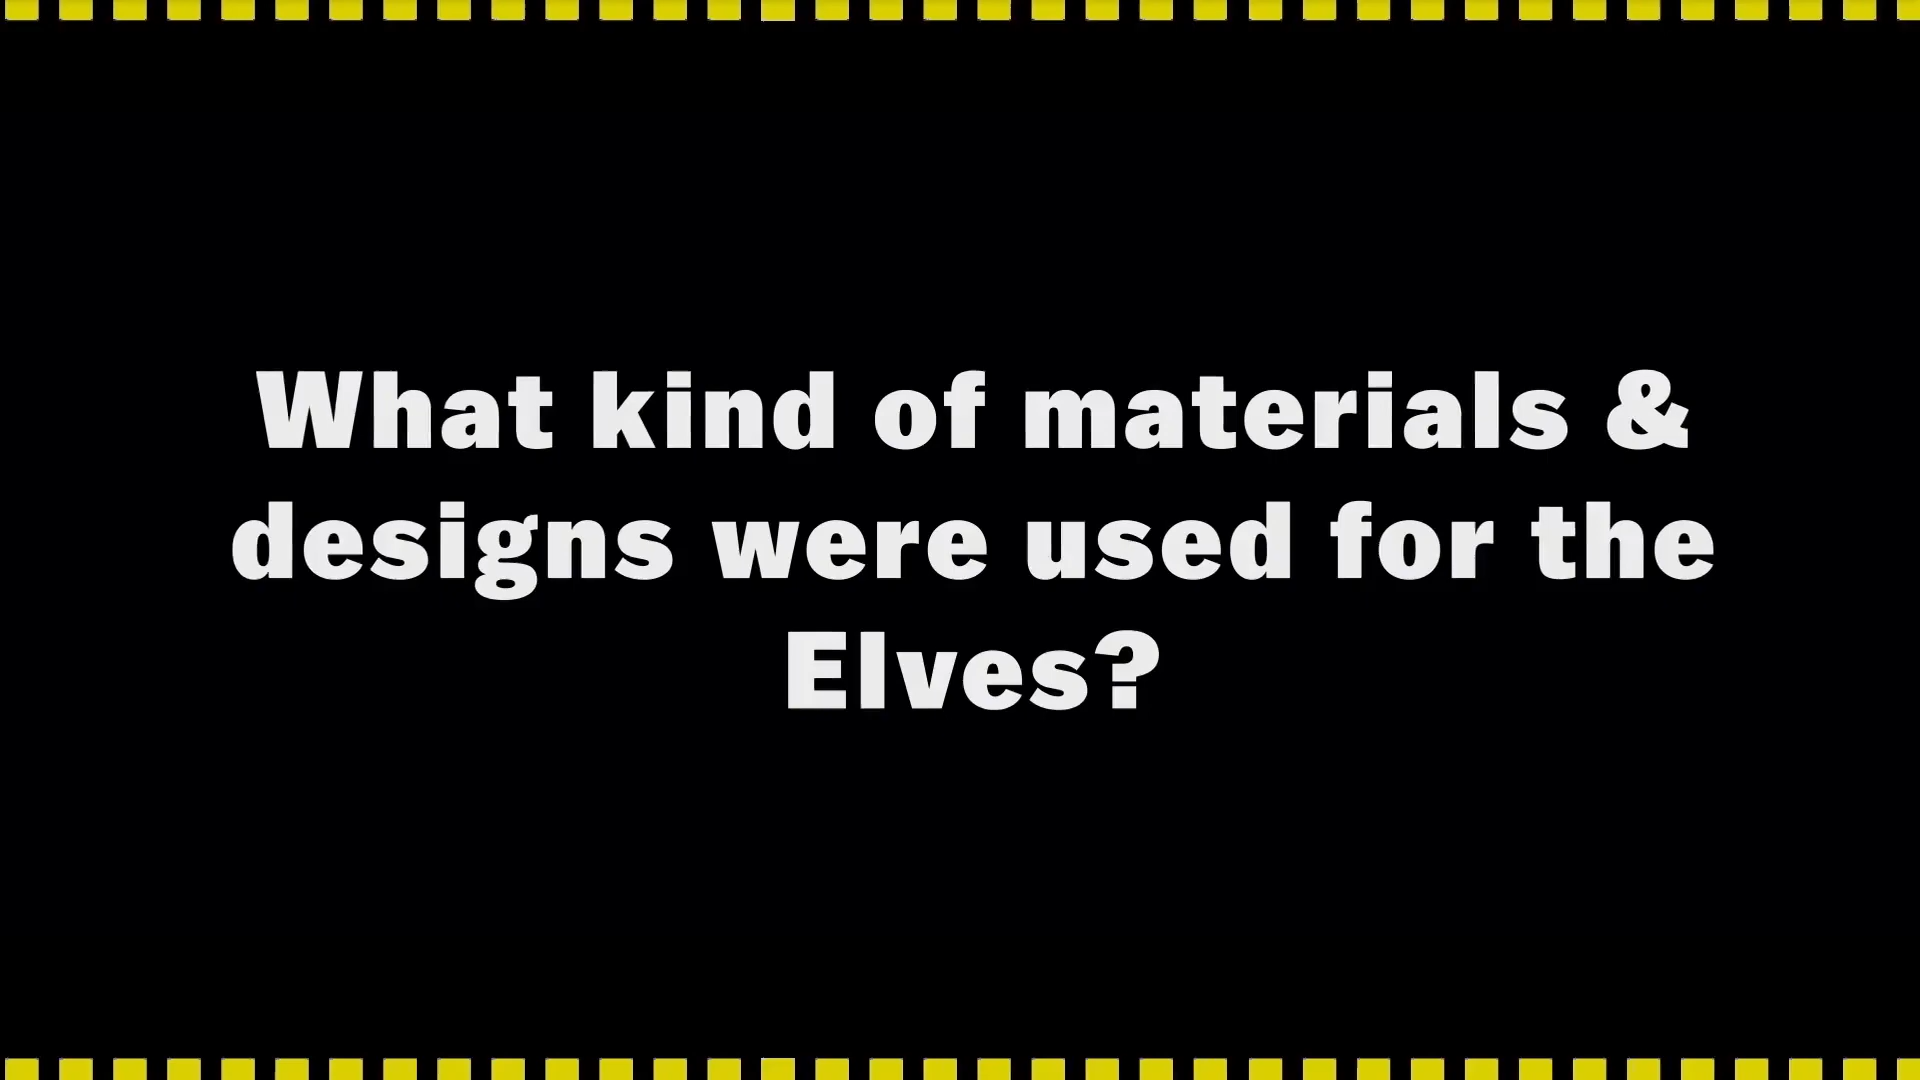 What kind of materials &
designs were used for the
Elves?